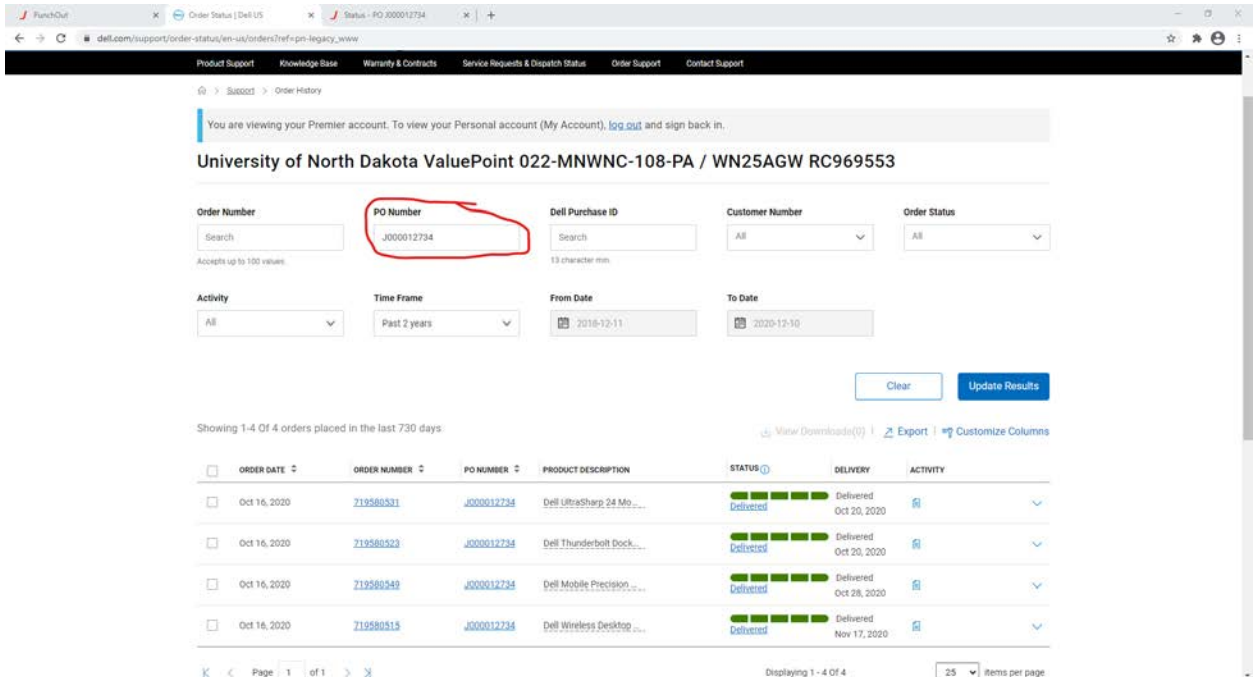 PunchOut
Order Status | Dell US
Status - PO J000012734
dell.com/support/order-status/en-us/orders?ref=pn-legacy_www
Product Support Knowledge Base Warranty & Contracts Service Requests & Dispatch Status Order Support Contact Support
> Support > Order History
You are viewing your Premier account. To view your Personal account (My Account), log out and sign back in.
University of North Dakota ValuePoint 022-MNWNC-108-PA / WN25AGW RC969553
Order Number PO Number Dell Purchase ID Customer Number Order Status
Search J000012734 Search All All
Accepts up to 100 values. 13 character min.
Activity Time Frame From Date To Date
All Past 2 years 2018-12-11 2020-12-10
Clear Update Results
Showing 1-4 Of 4 orders placed in the last 730 days. View Downloads(0) | Export | Customize Columns
ORDER DATE ORDER NUMBER PO NUMBER PRODUCT DESCRIPTION STATUS DELIVERY ACTIVITY
Oct 16, 2020 719580531 J000012734 Dell UltraSharp 24 Mo... Delivered Delivered Oct 20, 2020
Oct 16, 2020 719580523 J000012734 Dell Thunderbolt Dock... Delivered Delivered Oct 20, 2020
Oct 16, 2020 719580549 J000012734 Dell Mobile Precision ... Delivered Delivered Oct 28, 2020
Oct 16, 2020 719580515 J000012734 Dell Wireless Desktop ... Delivered Delivered Nov 17, 2020
Page 1 of 1 Displaying 1 - 4 Of 4 25 items per page